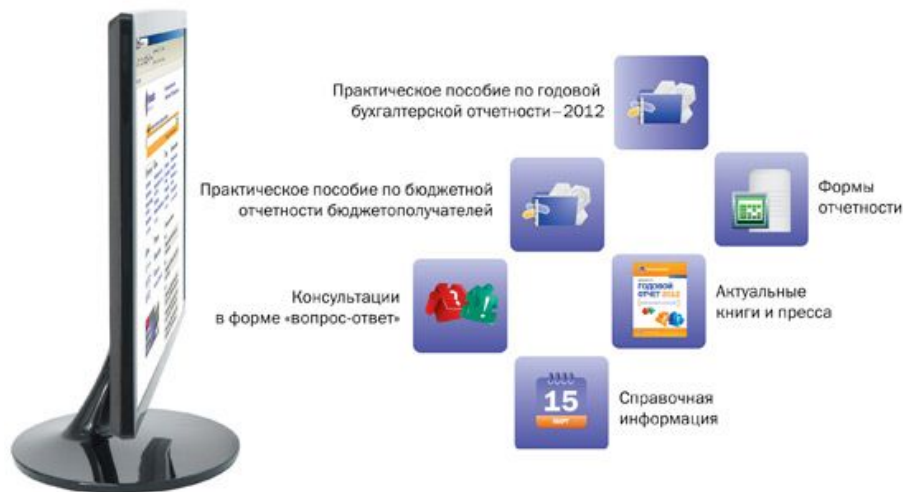 Практическое пособие по годовой
бухгалтерской отчетности–2012
Практическое пособие по бюджетной
отчетности бюджетополучателей
Формы
отчетности
Консультации
в форме «вопрос-ответ»
ГОДОВОЙ
ОТЧЕТ 2012
Актуальные
книги и пресса
15
МАРТ
Справочная
информация